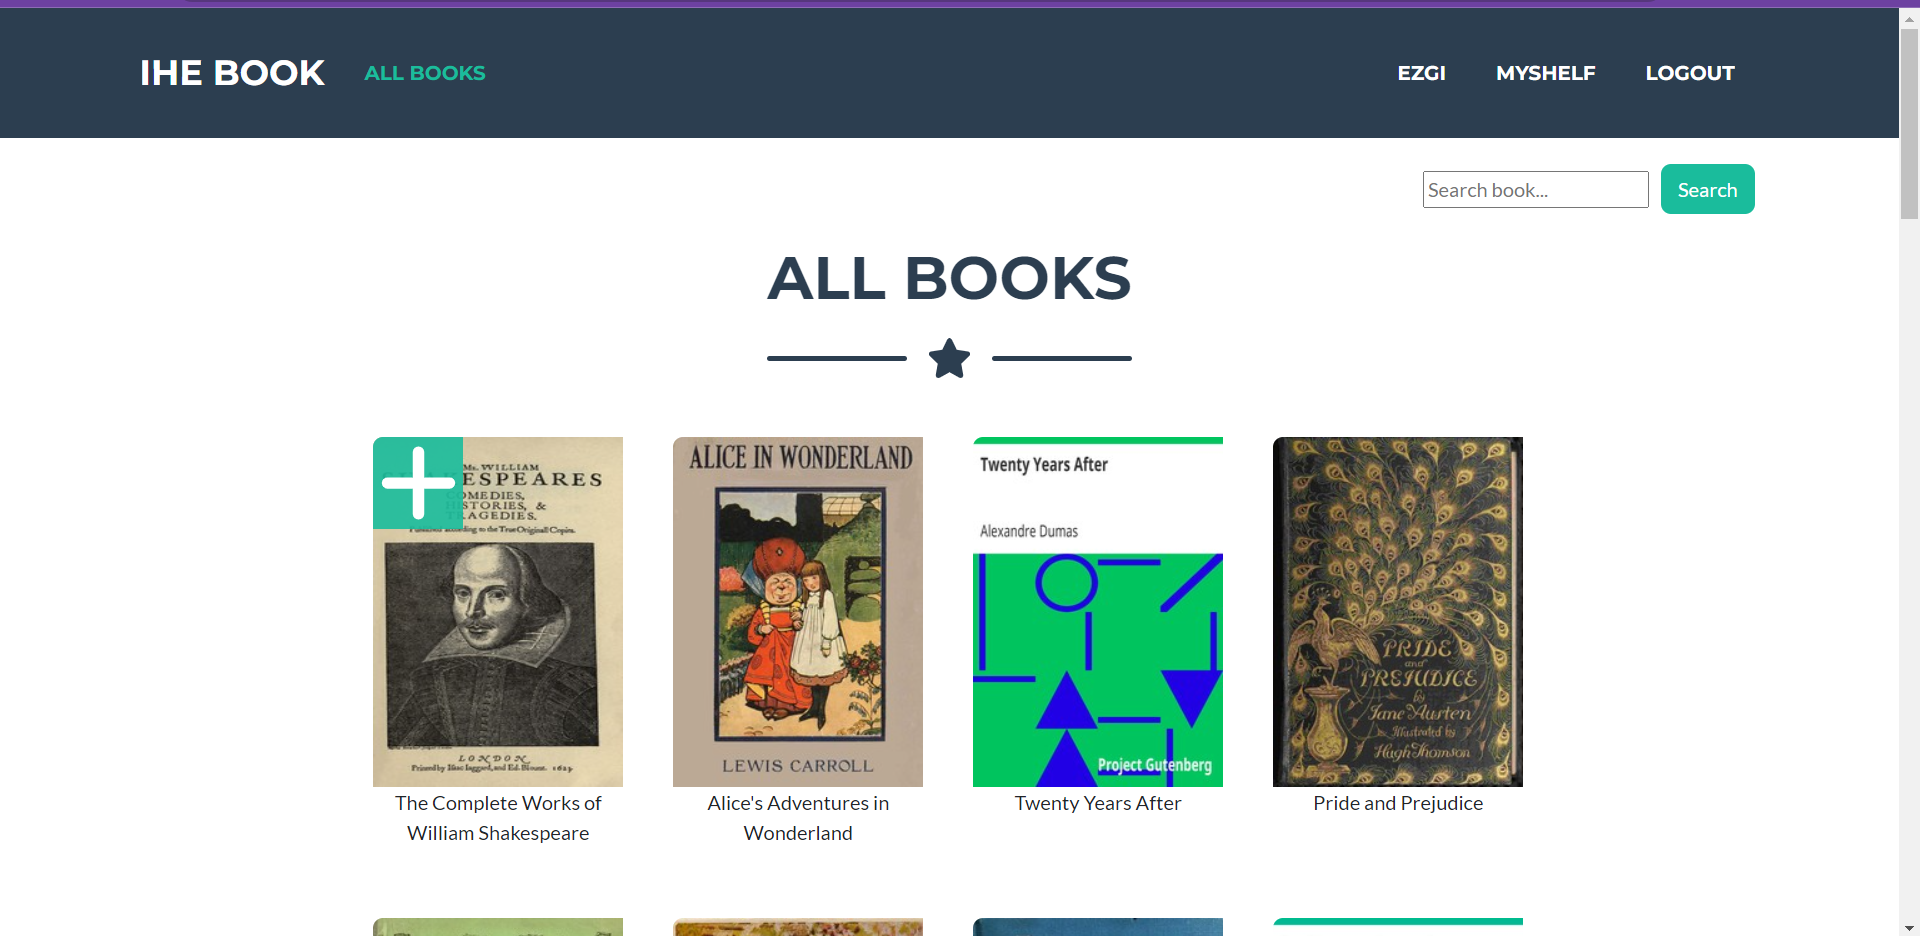 IHE BOOK ALL BOOKS EZGI MYSHELF LOGOUT
Search book... Search
ALL BOOKS
Mr. WILLIAM
ESPEARES
COMEDIES,
HISTORIES, &
TRAGEDIES.
Published according to the True Originall Copies.
LONDON
Printed by Isaac Iaggard, and Ed. Blount. 1623
The Complete Works of
William Shakespeare
ALICE IN WONDERLAND
LEWIS CARROLL
Alice's Adventures in
Wonderland
Twenty Years After
Alexandre Dumas
Project Gutenberg
Twenty Years After
PRIDE
and
PREJUDICE
by
Jane Austen
Illustrated by
Hugh Thomson
Pride and Prejudice